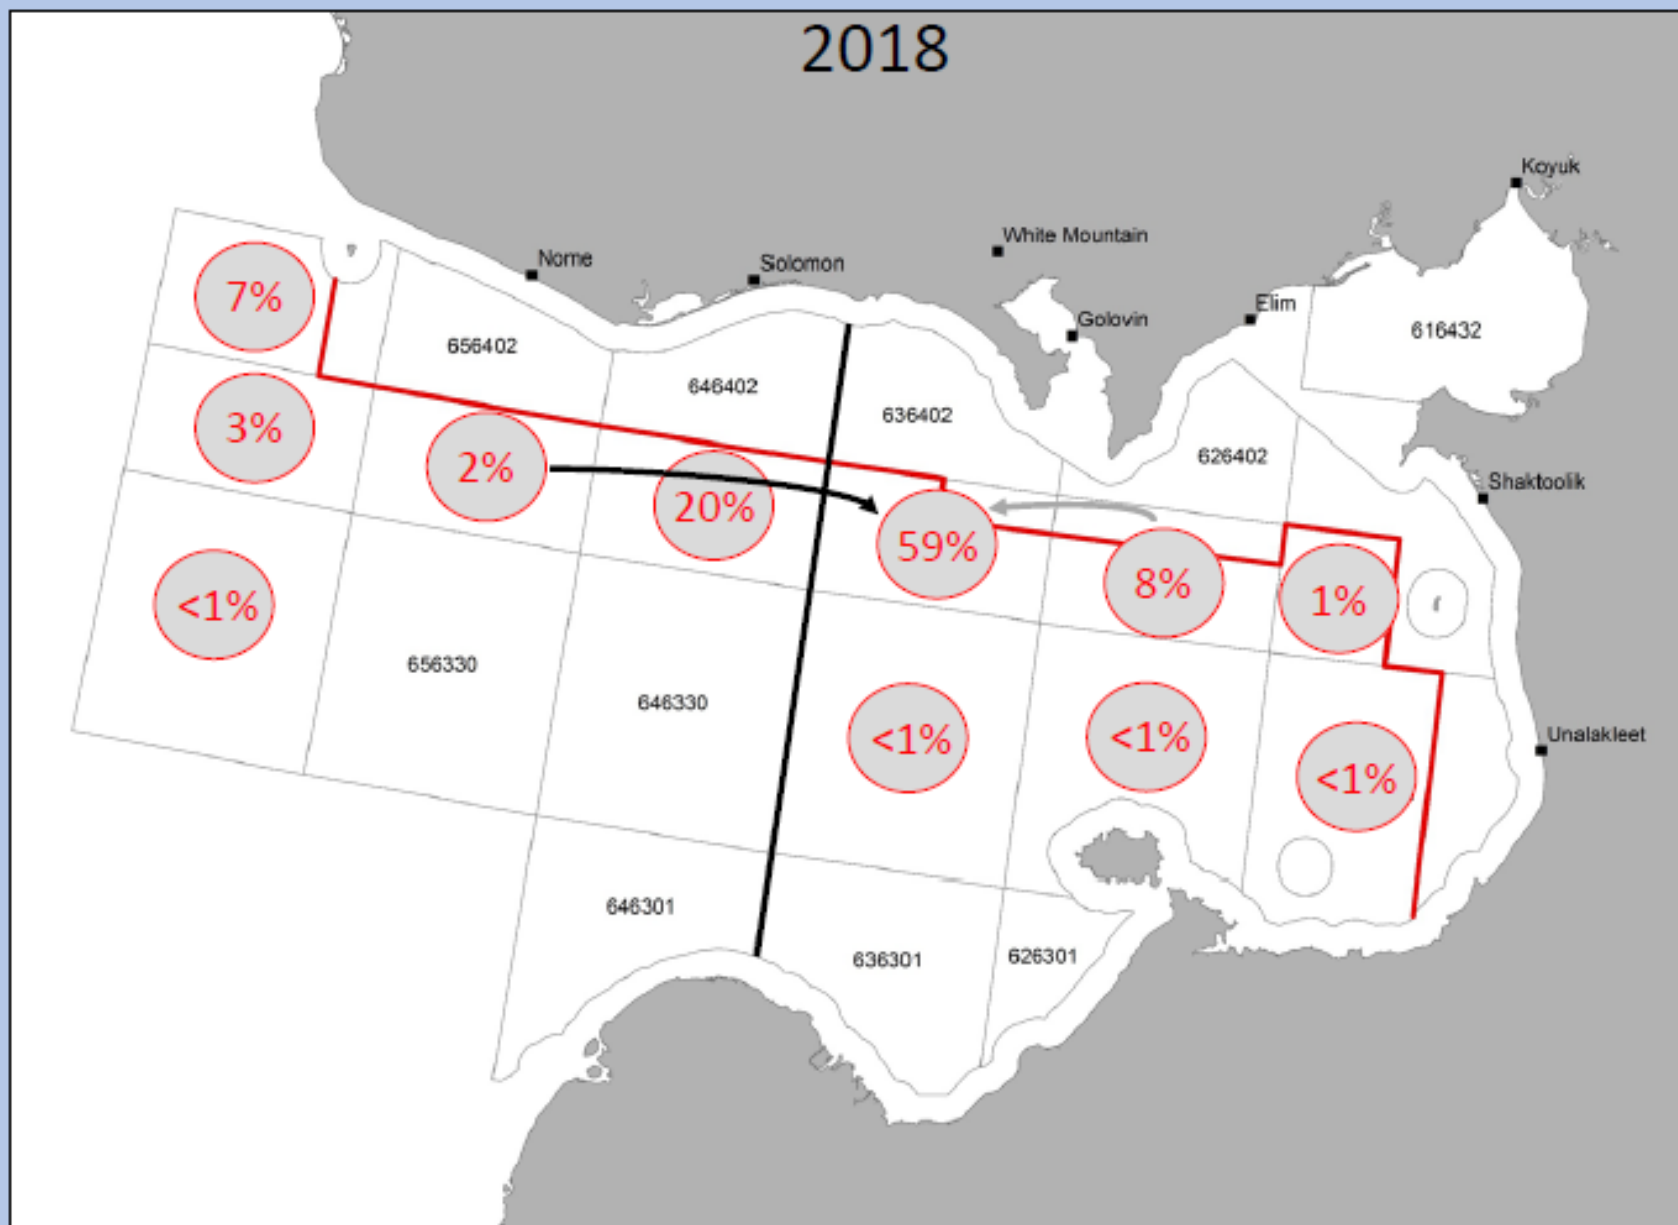 2018
Koyuk
White Mountain
Nome
Solomon
Elim
Golovin
7%
656402
646402
616432
636402
3%
626402
2%
Shaktoolik
20%
59%
8%
1%
<1%
656330
646330
<1%
<1%
Unalakleet
<1%
646301
636301
626301